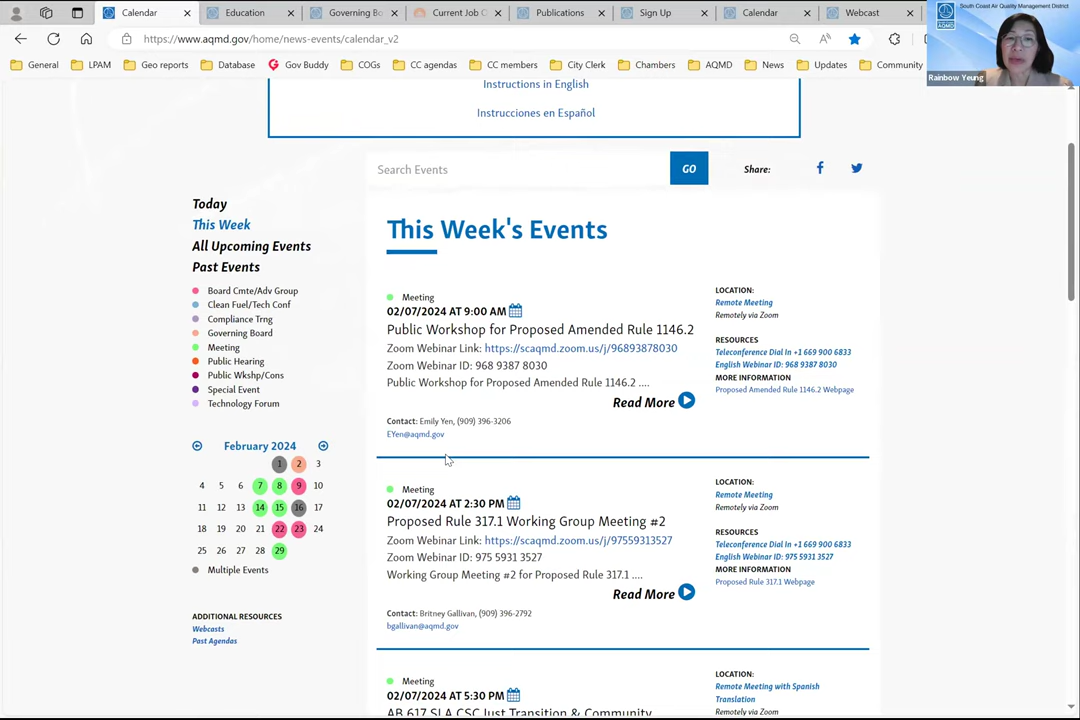 Calendar
Education
Governing Bo
Current Job O
Publications
Sign Up
Calendar
Webcast
South Coast Air Quality Management District
https://www.aqmd.gov/home/news-events/calendar_v2
General
LPAM
Geo reports
Database
Gov Buddy
COGs
CC agendas
CC members
City Clerk
Chambers
AQMD
News
Updates
Community
Rainbow Yeung
Instructions in English
Instrucciones en Español
Search Events
GO
Share:
Today
This Week
All Upcoming Events
Past Events
Board Cmte/Adv Group
Clean Fuel/Tech Conf
Compliance Trng
Governing Board
Meeting
Public Hearing
Public Wkshp/Cons
Special Event
Technology Forum
February 2024
1 2 3
4 5 6 7 8 9 10
11 12 13 14 15 16 17
18 19 20 21 22 23 24
25 26 27 28 29
Multiple Events
ADDITIONAL RESOURCES
Webcasts
Past Agendas
This Week's Events
Meeting
02/07/2024 AT 9:00 AM
Public Workshop for Proposed Amended Rule 1146.2
Zoom Webinar Link: https://scaqmd.zoom.us/j/96893878030
Zoom Webinar ID: 968 9387 8030
Public Workshop for Proposed Amended Rule 1146.2 ....
Read More
Contact: Emily Yen, (909) 396-3206
EYen@aqmd.gov
LOCATION:
Remote Meeting
Remotely via Zoom
RESOURCES
Teleconference Dial In +1 669 900 6833
English Webinar ID: 968 9387 8030
MORE INFORMATION
Proposed Amended Rule 1146.2 Webpage
Meeting
02/07/2024 AT 2:30 PM
Proposed Rule 317.1 Working Group Meeting #2
Zoom Webinar Link: https://scaqmd.zoom.us/j/97559313527
Zoom Webinar ID: 975 5931 3527
Working Group Meeting #2 for Proposed Rule 317.1 ....
Read More
Contact: Britney Gallivan, (909) 396-2792
bgallivan@aqmd.gov
LOCATION:
Remote Meeting
Remotely via Zoom
RESOURCES
Teleconference Dial In +1 669 900 6833
English Webinar ID: 975 5931 3527
MORE INFORMATION
Proposed Rule 317.1 Webpage
Meeting
02/07/2024 AT 5:30 PM
AB 617 SLA CSC Just Transition & Community
LOCATION:
Remote Meeting with Spanish
Translation
Remotely via Zoom